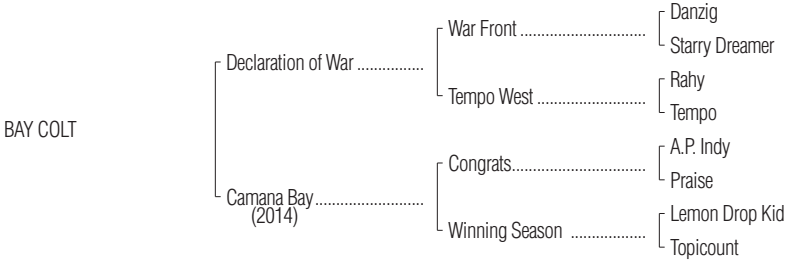 Danzig
War Front ..............................
Starry Dreamer
Declaration of War ................
Rahy
Tempo West ..........................
Tempo
BAY COLT
A.P. Indy
Congrats................................
Praise
Camana Bay..........................
(2014)
Lemon Drop Kid
Winning Season ..................
Topicount